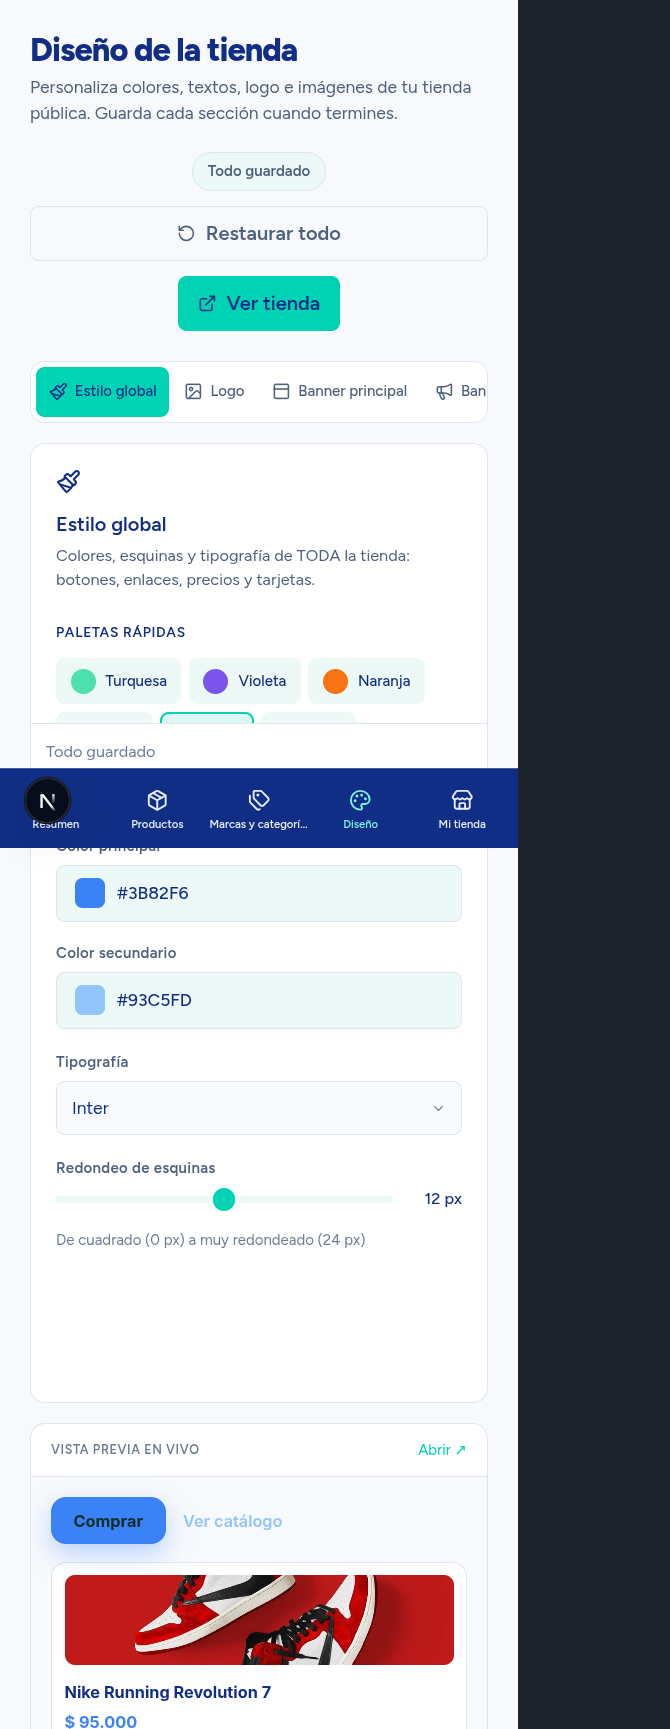 Diseño de la tienda
Personaliza colores, textos, logo e imágenes de tu tienda
pública. Guarda cada sección cuando termines.
Todo guardado
Restaurar todo
Ver tienda
Estilo global
Logo
Banner principal
Ban
Estilo global
Colores, esquinas y tipografía de TODA la tienda:
botones, enlaces, precios y tarjetas.
PALETAS RÁPIDAS
Turquesa
Violeta
Naranja
Todo guardado
N
Resumen
Productos
Marcas y categorí...
Diseño
Mi tienda
Color principal
#3B82F6
Color secundario
#93C5FD
Tipografía
Inter
Redondeo de esquinas
12 px
De cuadrado (0 px) a muy redondeado (24 px)
VISTA PREVIA EN VIVO
Abrir ↗
Comprar
Ver catálogo
Nike Running Revolution 7
$ 95.000